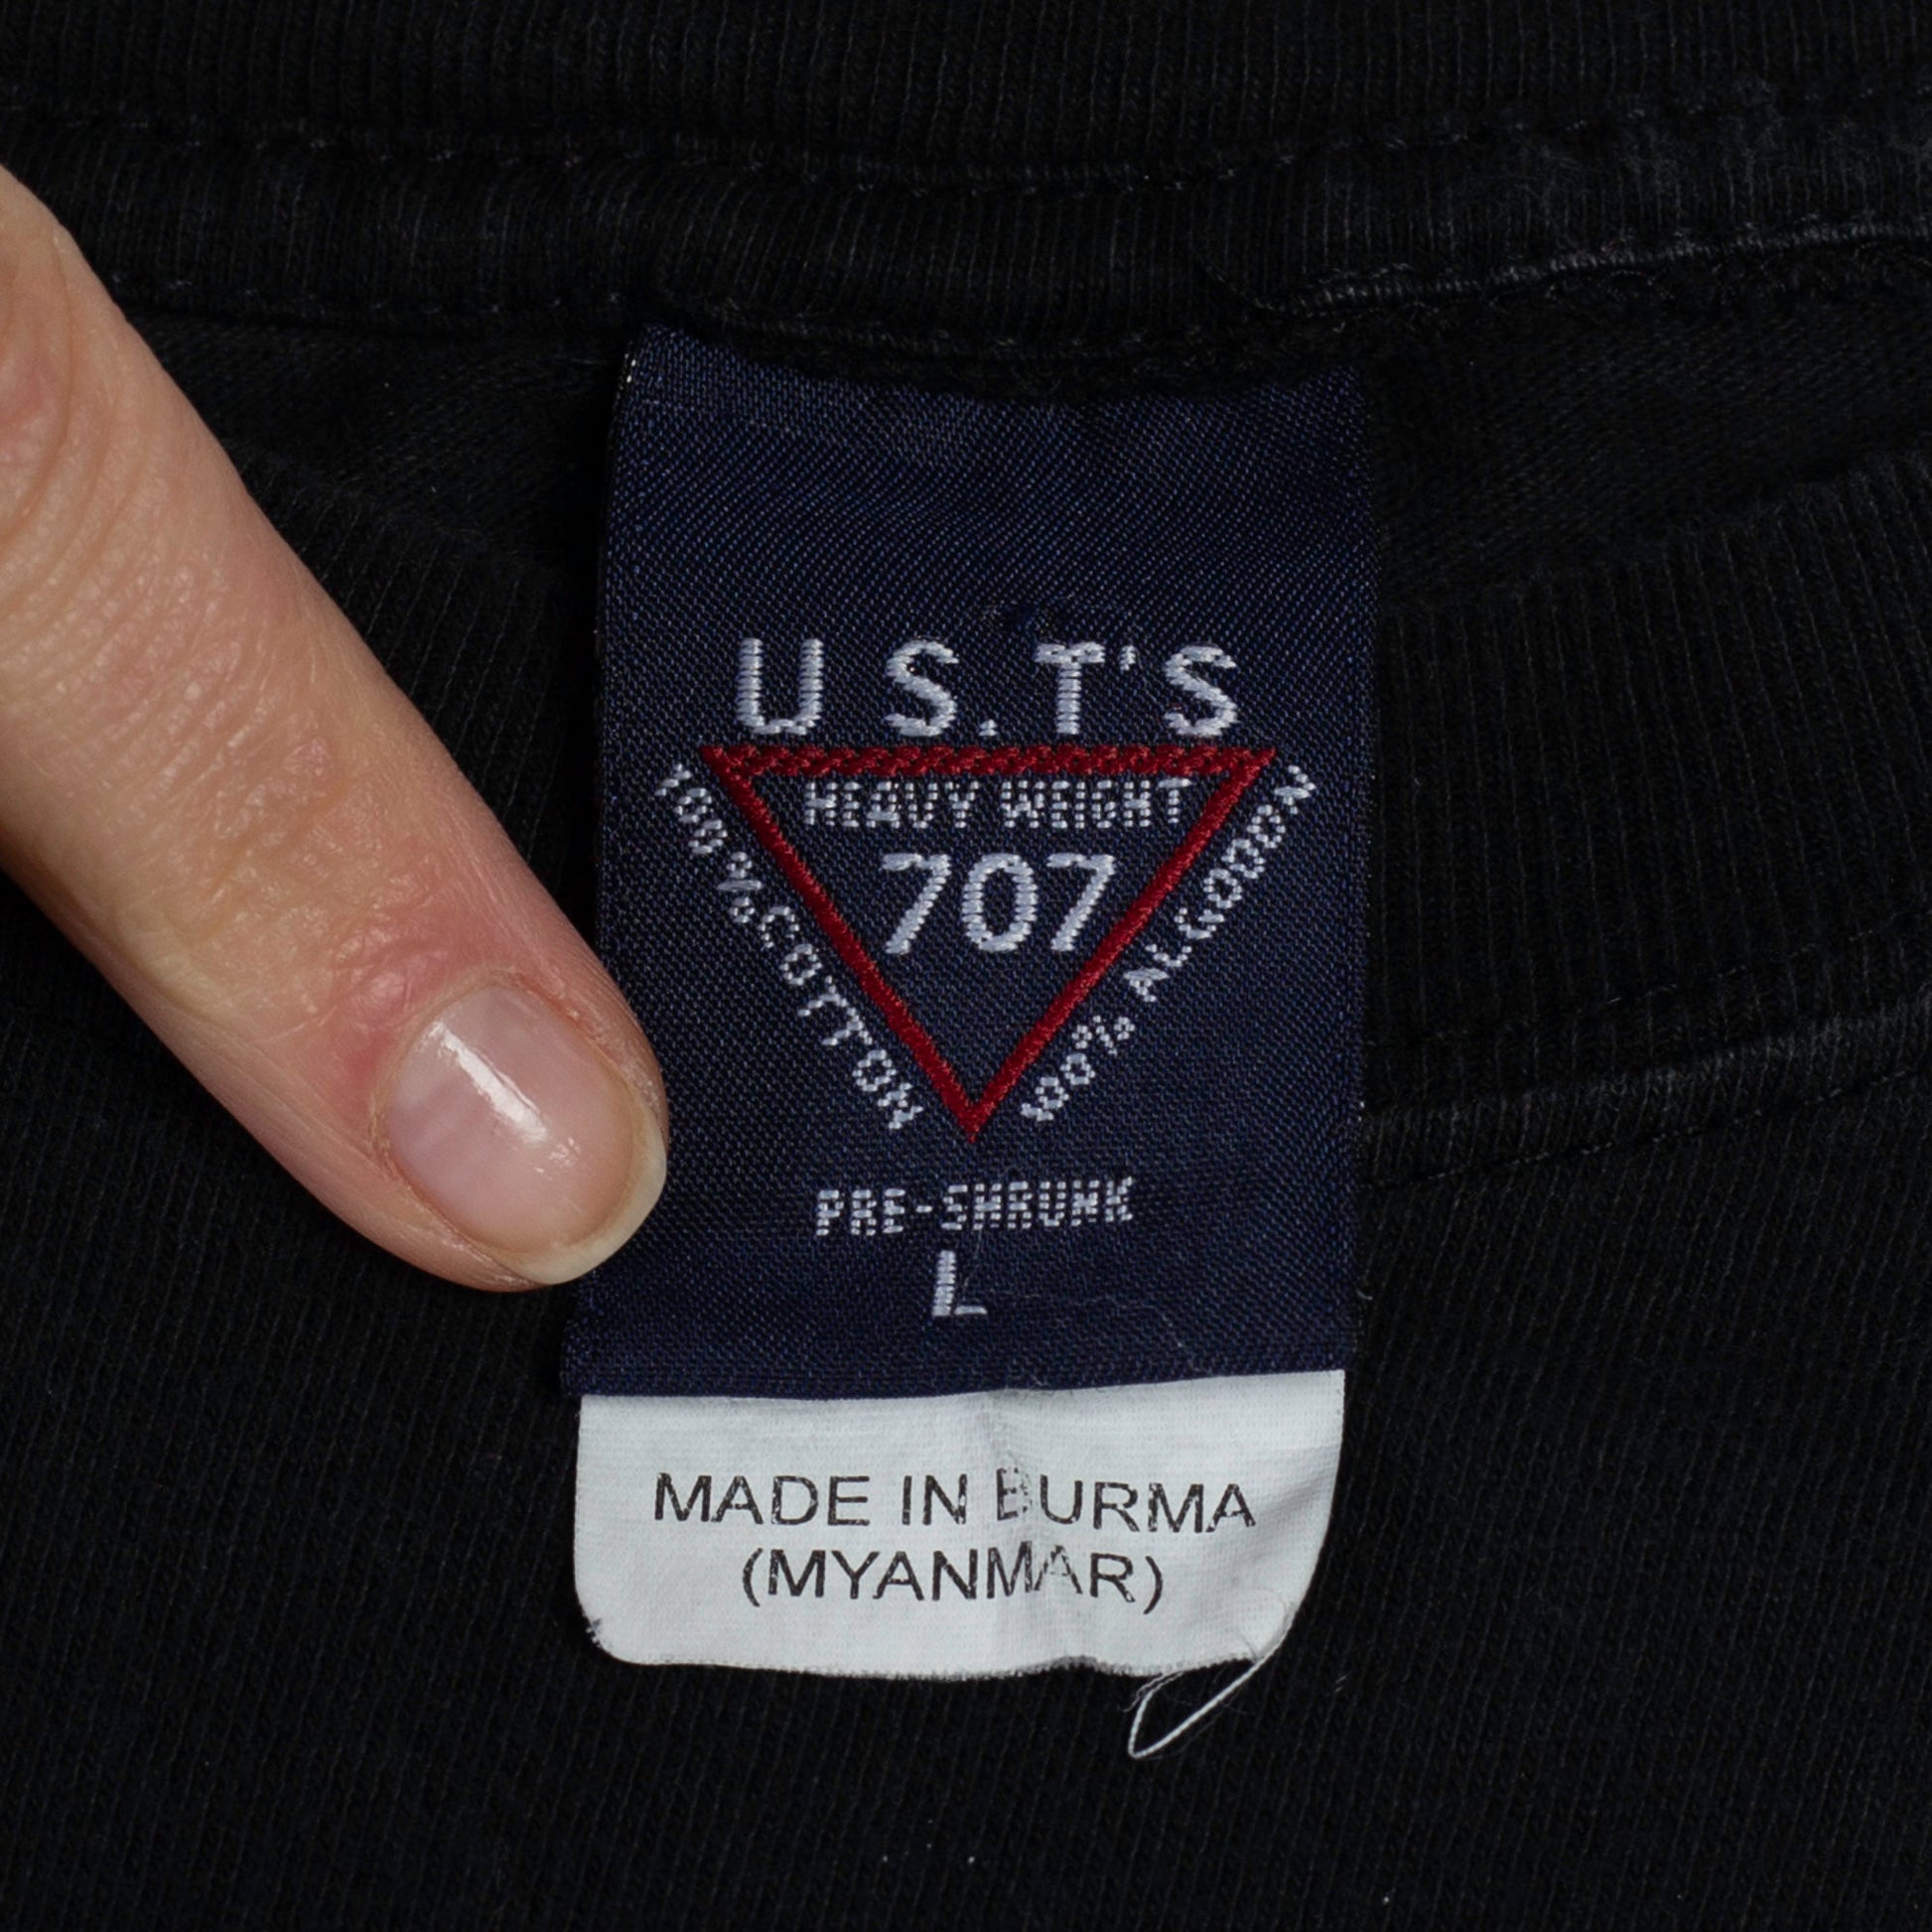 U S.T'S
HEAVY WEIGHT
707
100% COTTON
100% ALGODON
PRE-SHRUNK
L
MADE IN BURMA
(MYANMAR)